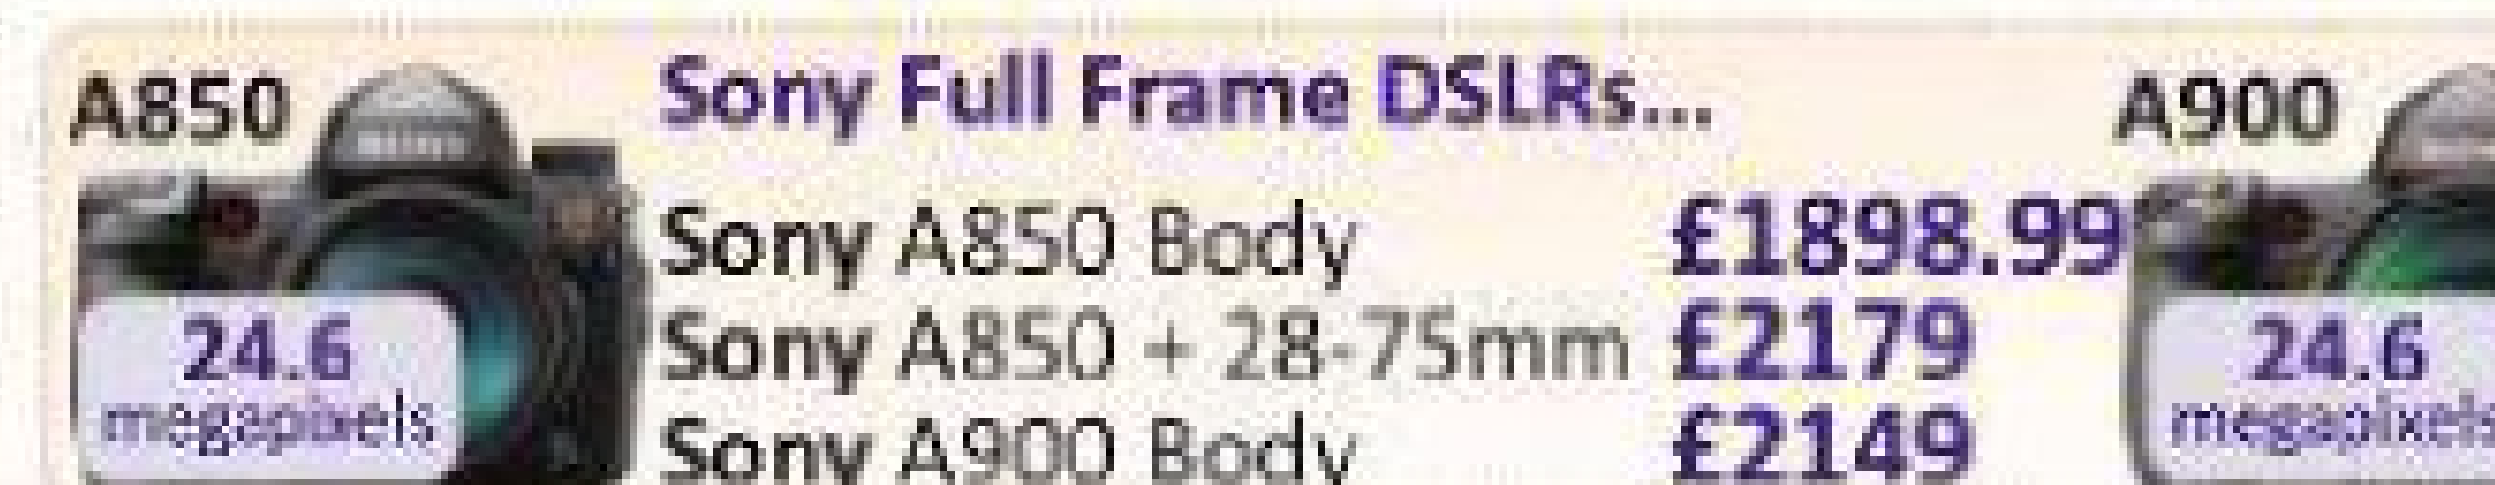 A850
Sony Full Frame DSLRs...
A900
Sony A850 Body £1898.99
Sony A850 + 28-75mm £2179
Sony A900 Body £2149
24.6
megapixels
24.6
megapixels